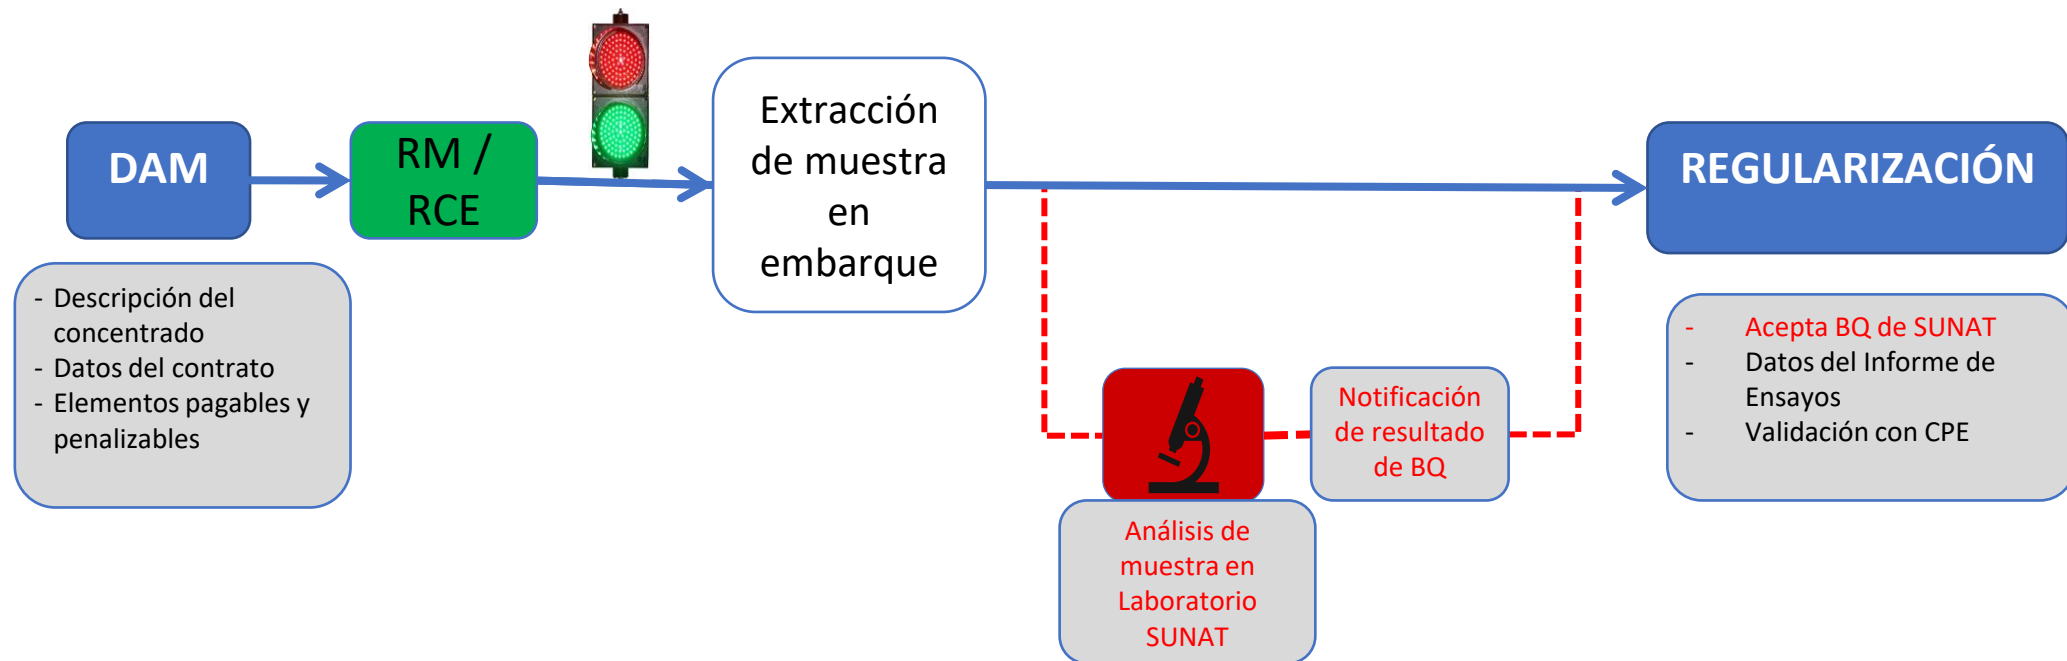 DAM
RM /
RCE
Extracción
de muestra
en
embarque
REGULARIZACIÓN
- Descripción del
concentrado
- Datos del contrato
- Elementos pagables y
penalizables
Notificación
de resultado
de BQ
Análisis de
muestra en
Laboratorio
SUNAT
- Acepta BQ de SUNAT
- Datos del Informe de
Ensayos
- Validación con CPE